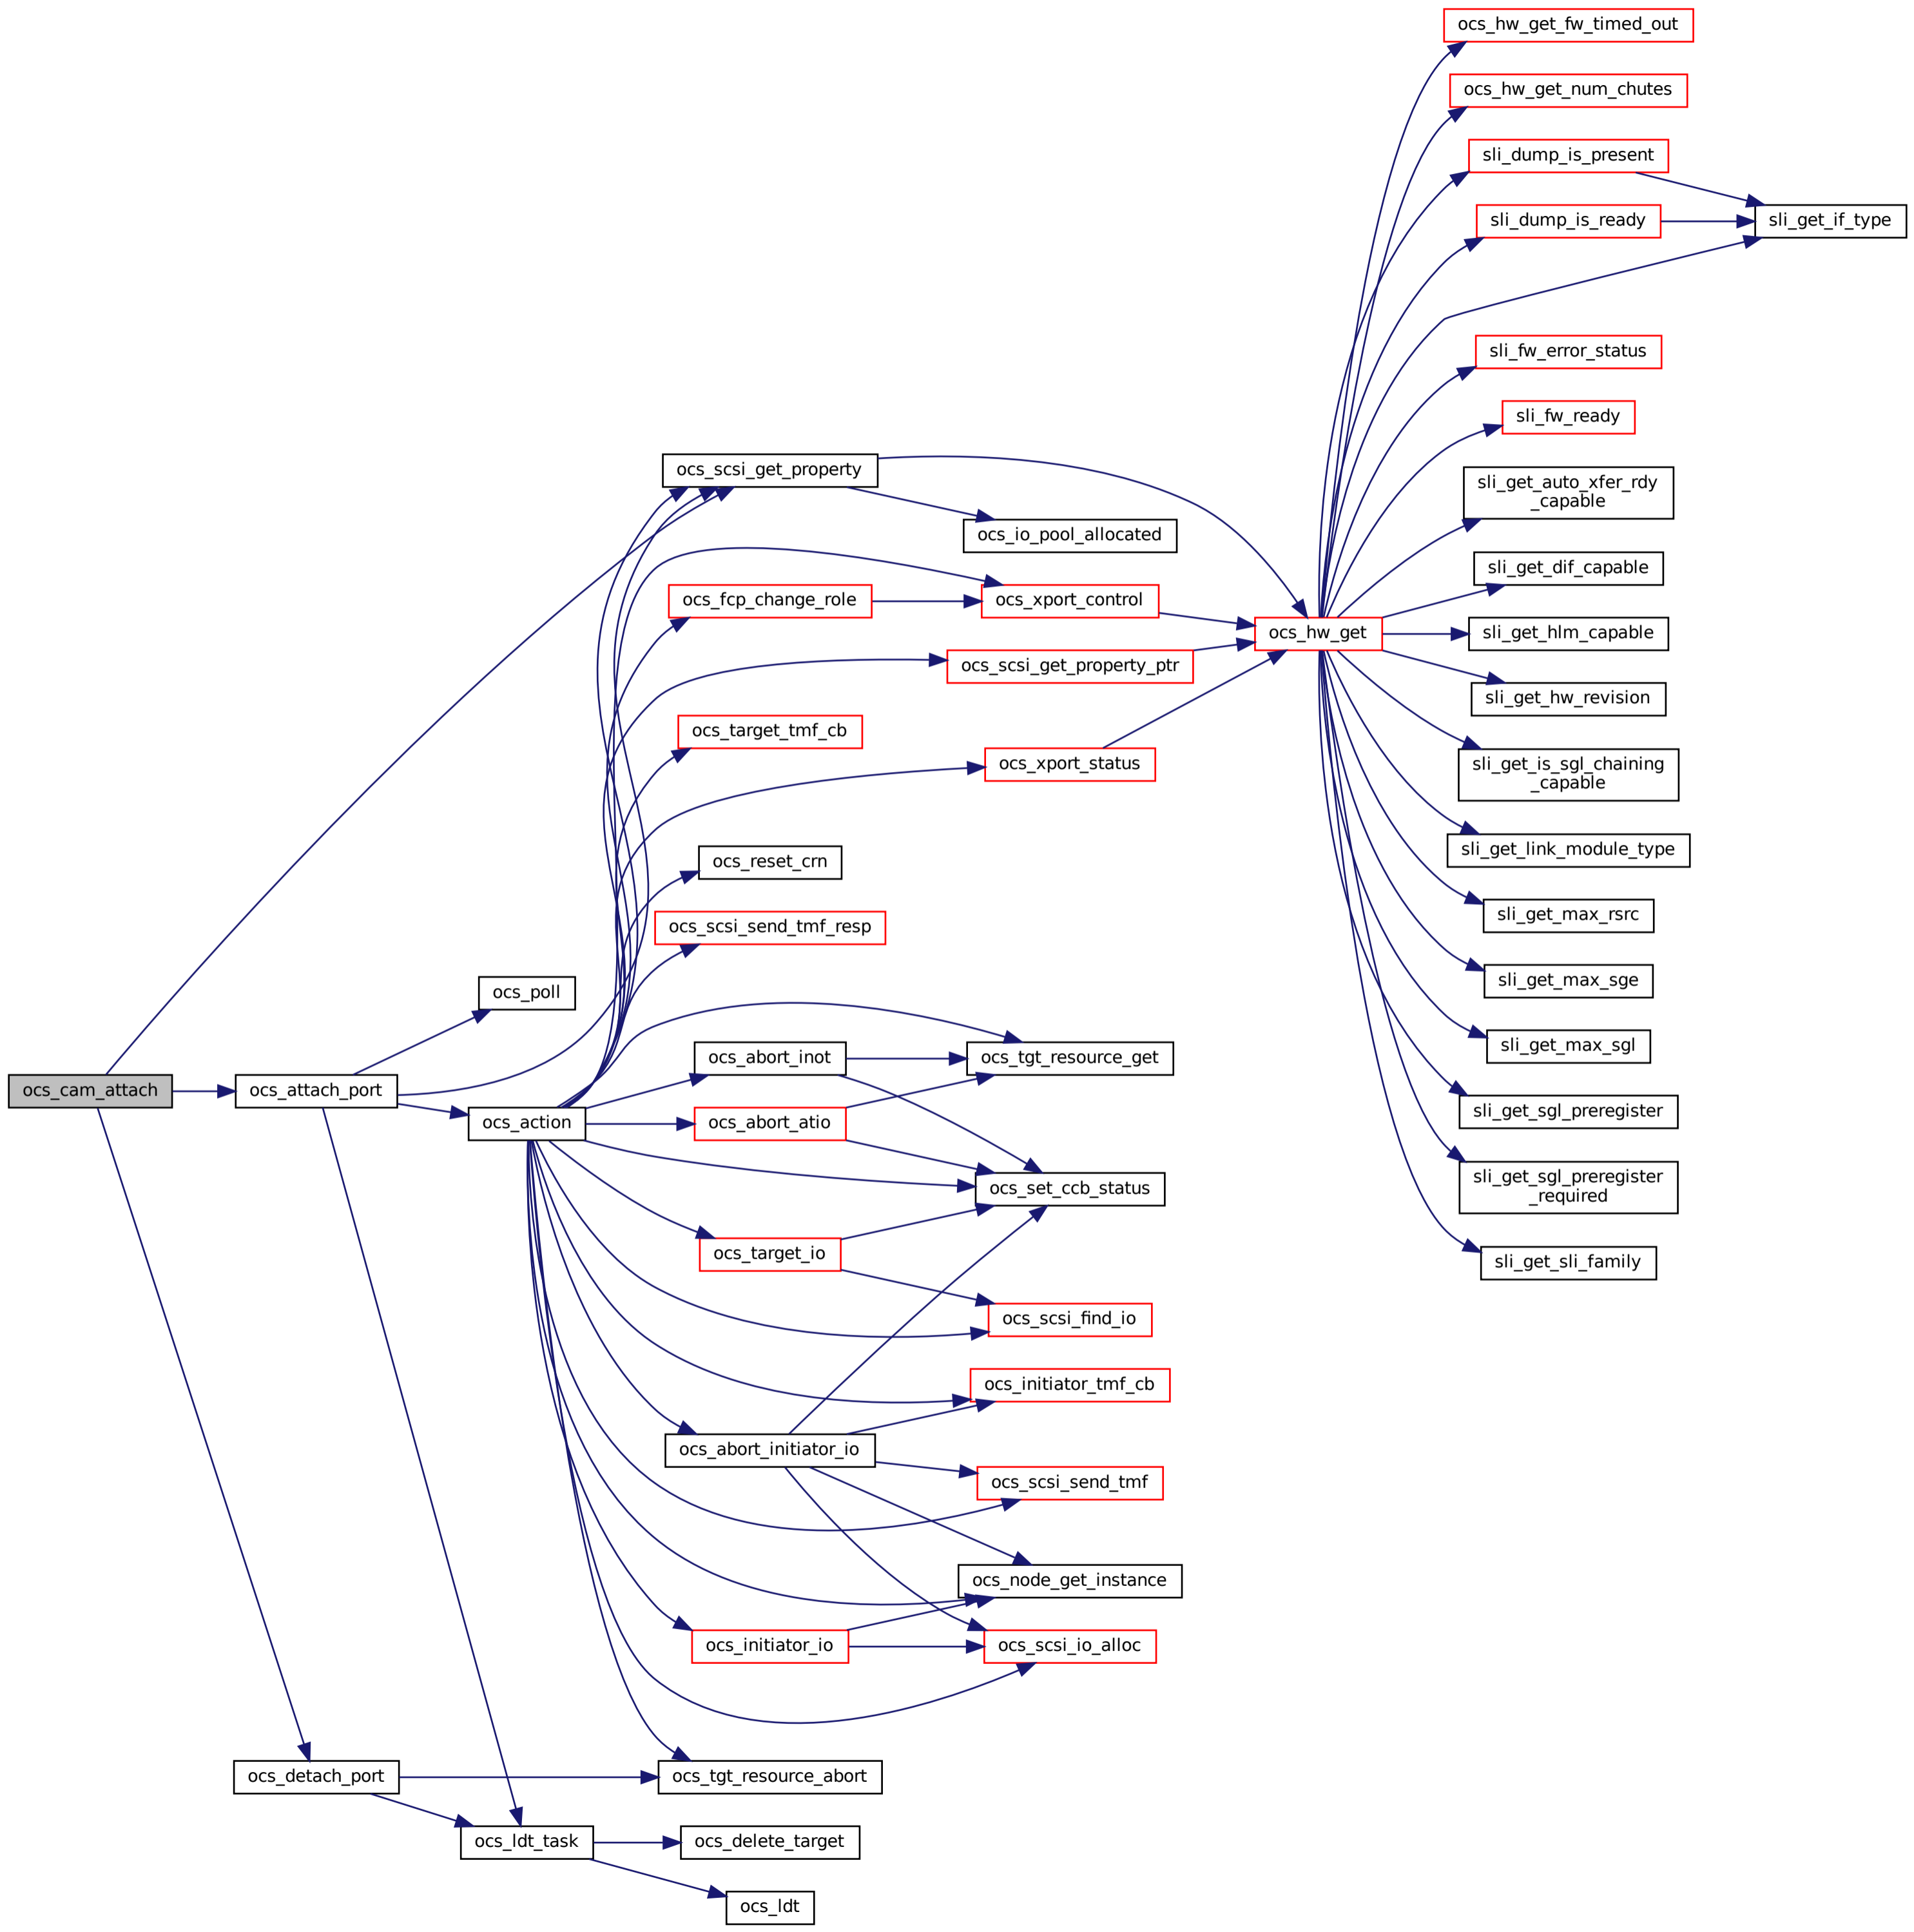 ocs_hw_get_fw_timed_out
ocs_hw_get_num_chutes
sli_dump_is_present
sli_dump_is_ready
sli_get_if_type
sli_fw_error_status
sli_fw_ready
ocs_scsi_get_property
sli_get_auto_xfer_rdy
_capable
ocs_io_pool_allocated
sli_get_dif_capable
ocs_fcp_change_role
ocs_xport_control
ocs_hw_get
sli_get_hlm_capable
ocs_scsi_get_property_ptr
sli_get_hw_revision
ocs_target_tmf_cb
ocs_xport_status
sli_get_is_sgl_chaining
_capable
ocs_reset_crn
sli_get_link_module_type
ocs_scsi_send_tmf_resp
sli_get_max_rsrc
ocs_poll
sli_get_max_sge
ocs_abort_inot
ocs_tgt_resource_get
sli_get_max_sgl
ocs_cam_attach
ocs_attach_port
ocs_action
ocs_abort_atio
sli_get_sgl_preregister
ocs_set_ccb_status
sli_get_sgl_preregister
_required
ocs_target_io
sli_get_sli_family
ocs_scsi_find_io
ocs_initiator_tmf_cb
ocs_abort_initiator_io
ocs_scsi_send_tmf
ocs_node_get_instance
ocs_initiator_io
ocs_scsi_io_alloc
ocs_detach_port
ocs_tgt_resource_abort
ocs_ldt_task
ocs_delete_target
ocs_ldt